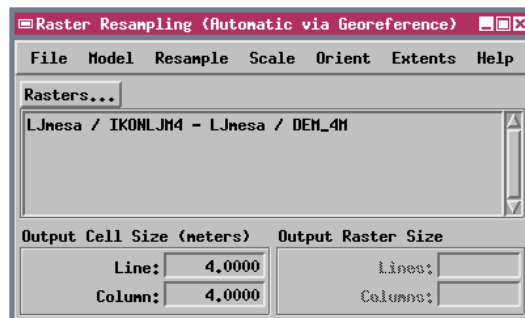 Raster Resampling (Automatic via Georeference)
File Model Resample Scale Orient Extents Help
Rasters...
LJmesa / IKONLJM4 - LJmesa / DEM_4M
Output Cell Size (meters) Output Raster Size
Line: 4.0000 Lines:
Column: 4.0000 Columns: